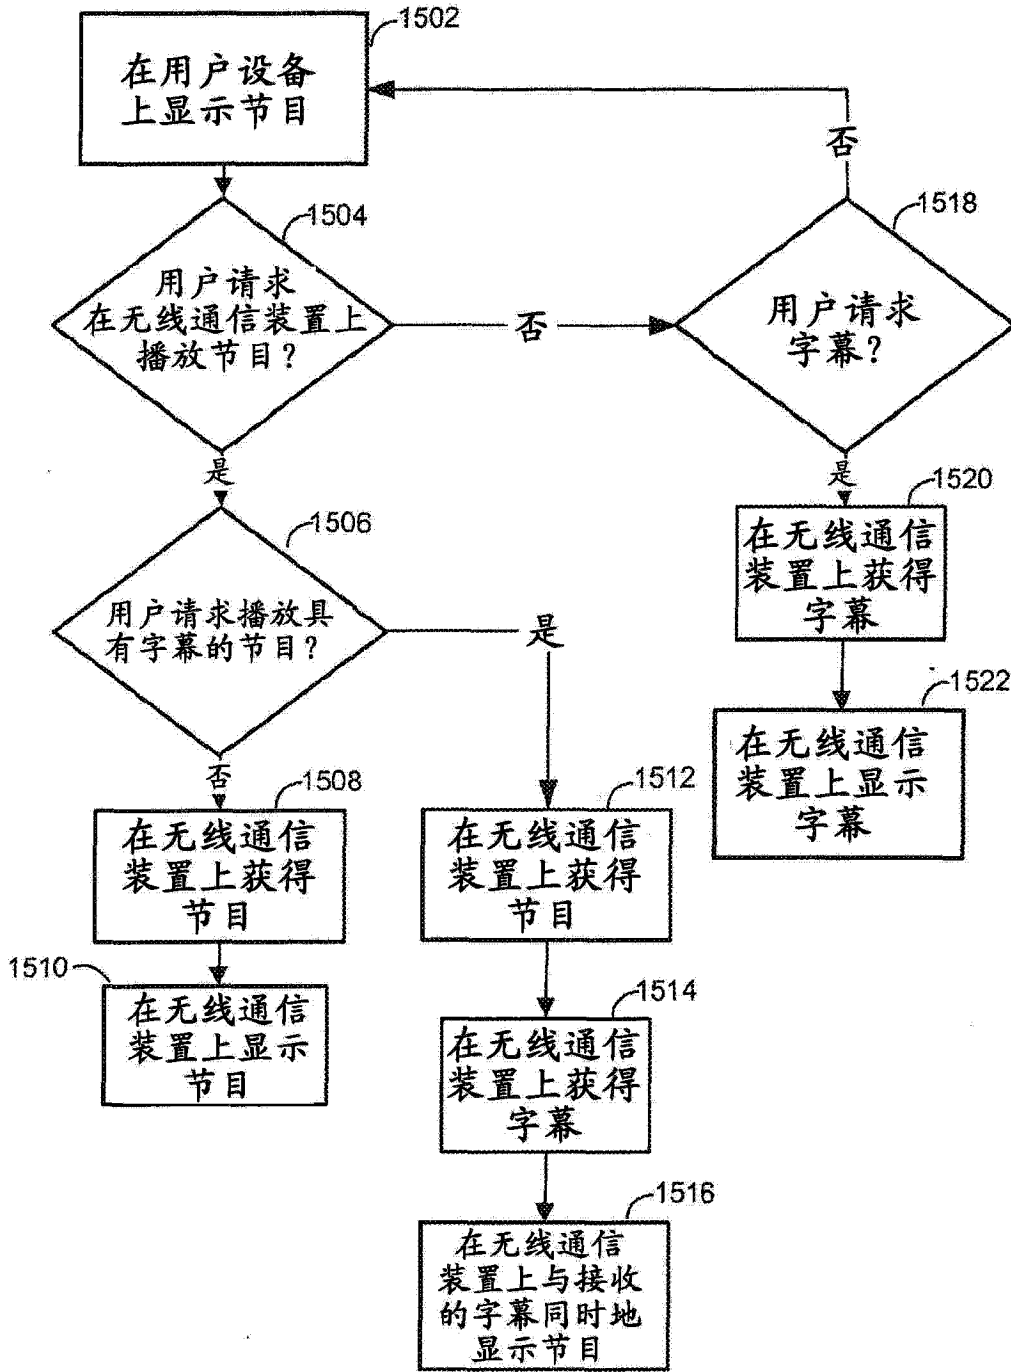 1502
在用户设备
上显示节目
否
1504
用户请求
在无线通信装置上
播放节目?
否
1518
用户请求
字幕?
是
是
1506
用户请求播放具
有字幕的节目?
是
1520
在无线通信
装置上获得
字幕
1522
在无线通信
装置上显示
字幕
否
1508
在无线通信
装置上获得
节目
1512
在无线通信
装置上获得
节目
1510
在无线通信
装置上显示
节目
1514
在无线通信
装置上获得
字幕
1516
在无线通信
装置上与接收
的字幕同时地
显示节目